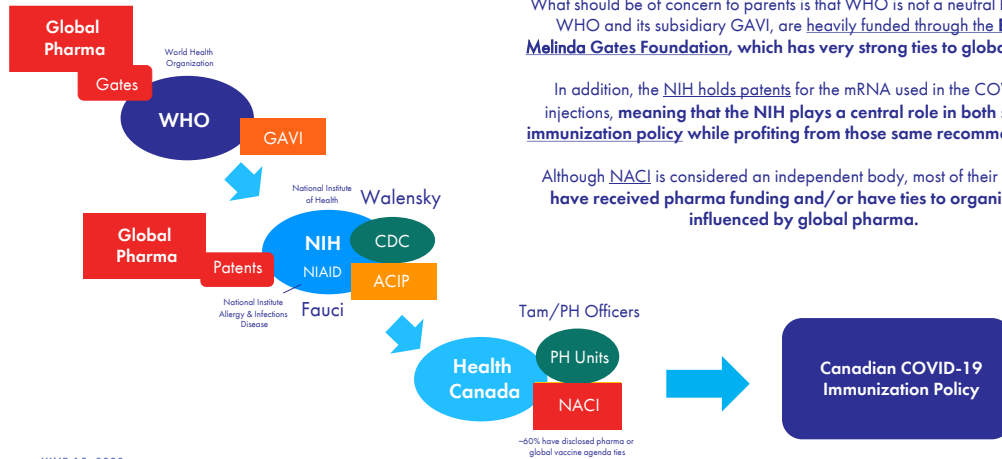 What should be of concern to parents is that WHO is not a neutral
WHO and its subsidiary GAVI, are heavily funded through the
Melinda Gates Foundation, which has very strong ties to global
In addition, the NIH holds patents for the mRNA used in the
injections, meaning that the NIH plays a central role in both
immunization policy while profiting from those same
Although NACI is considered an independent body, most of their
have received pharma funding and/or have ties to
influenced by global pharma.
Global
Pharma
Gates
World Health
Organization
WHO
GAVI
Global
Pharma
Patents
National Institute
of Health
NIH
NIAID
Walensky
CDC
ACIP
National Institute
Allergy & Infections
Disease
Fauci
Tam/PH Officers
Health
Canada
PH Units
NACI
~60% have disclosed pharma or
global vaccine agenda ties
Canadian COVID-19
Immunization Policy